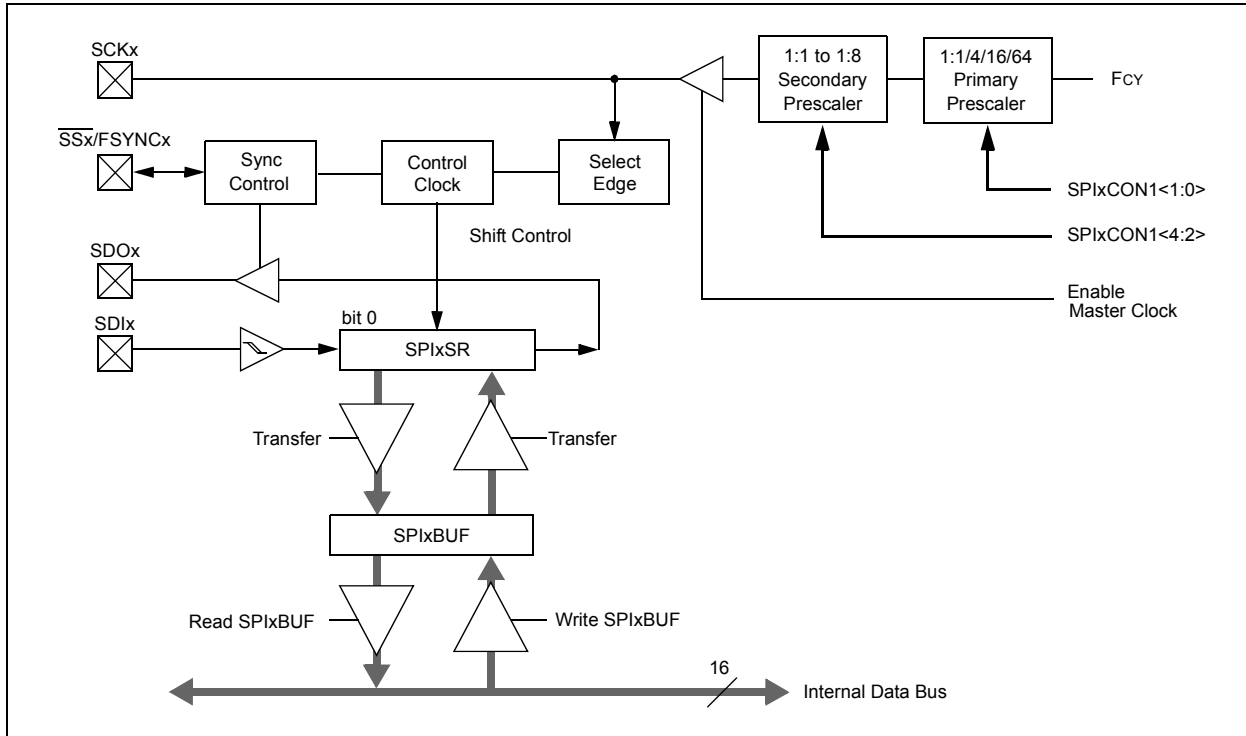 SCKx
1:1 to 1:8
Secondary
Prescaler
1:1/4/16/64
Primary
Prescaler
FCY
SSx/FSYNCx
Sync
Control
Control
Clock
Select
Edge
SPIxCON1<1:0>
Shift Control
SPIxCON1<4:2>
SDOx
Enable
Master Clock
SDIx
bit 0
SPIxSR
Transfer
Transfer
SPIxBUF
Read SPIxBUF
Write SPIxBUF
16
Internal Data Bus